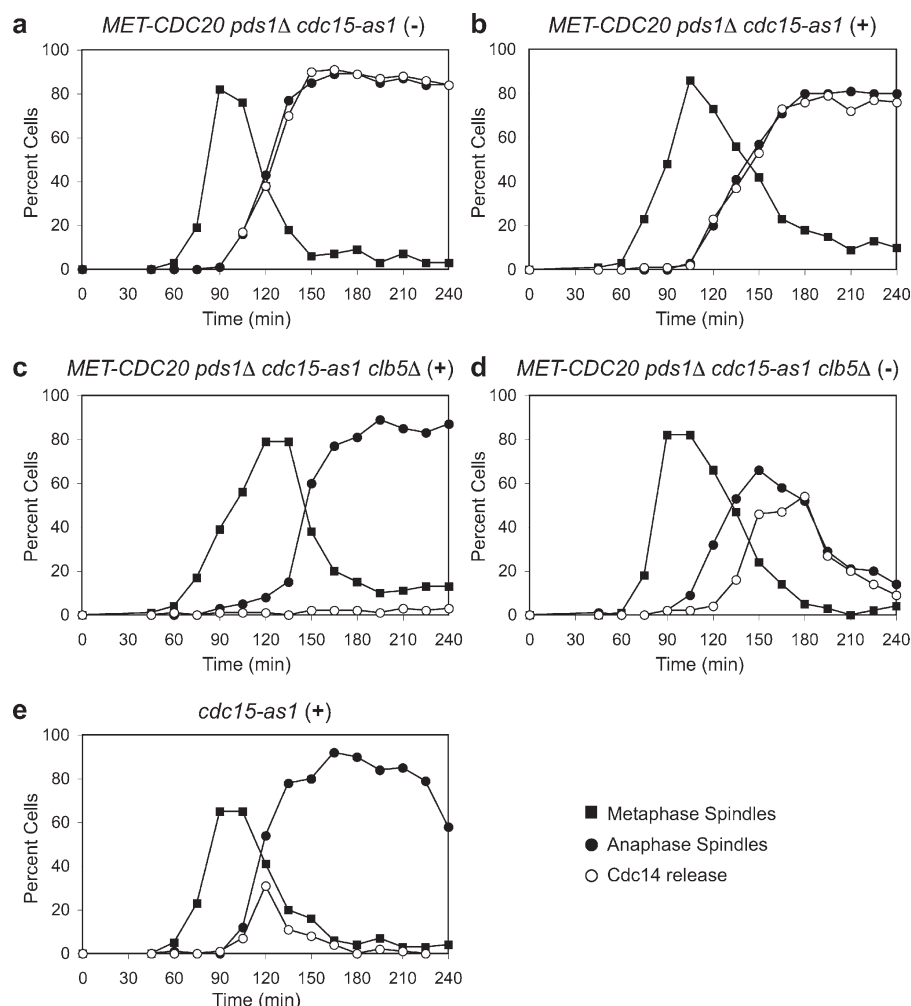 a MET-CDC20 pds1Δ cdc15-as1 (-)
100
80
60
40
20
0
Percent Cells
0 30 60 90 120 150 180 210 240
Time (min)
b MET-CDC20 pds1Δ cdc15-as1 (+)
100
80
60
40
20
0
Percent Cells
0 30 60 90 120 150 180 210 240
Time (min)
c MET-CDC20 pds1Δ cdc15-as1 clb5Δ (+)
100
80
60
40
20
0
Percent Cells
0 30 60 90 120 150 180 210 240
Time (min)
d MET-CDC20 pds1Δ cdc15-as1 clb5Δ (-)
100
80
60
40
20
0
Percent Cells
0 30 60 90 120 150 180 210 240
Time (min)
e cdc15-as1 (+)
100
80
60
40
20
0
Percent Cells
0 30 60 90 120 150 180 210 240
Time (min)
Metaphase Spindles
Anaphase Spindles
Cdc14 release